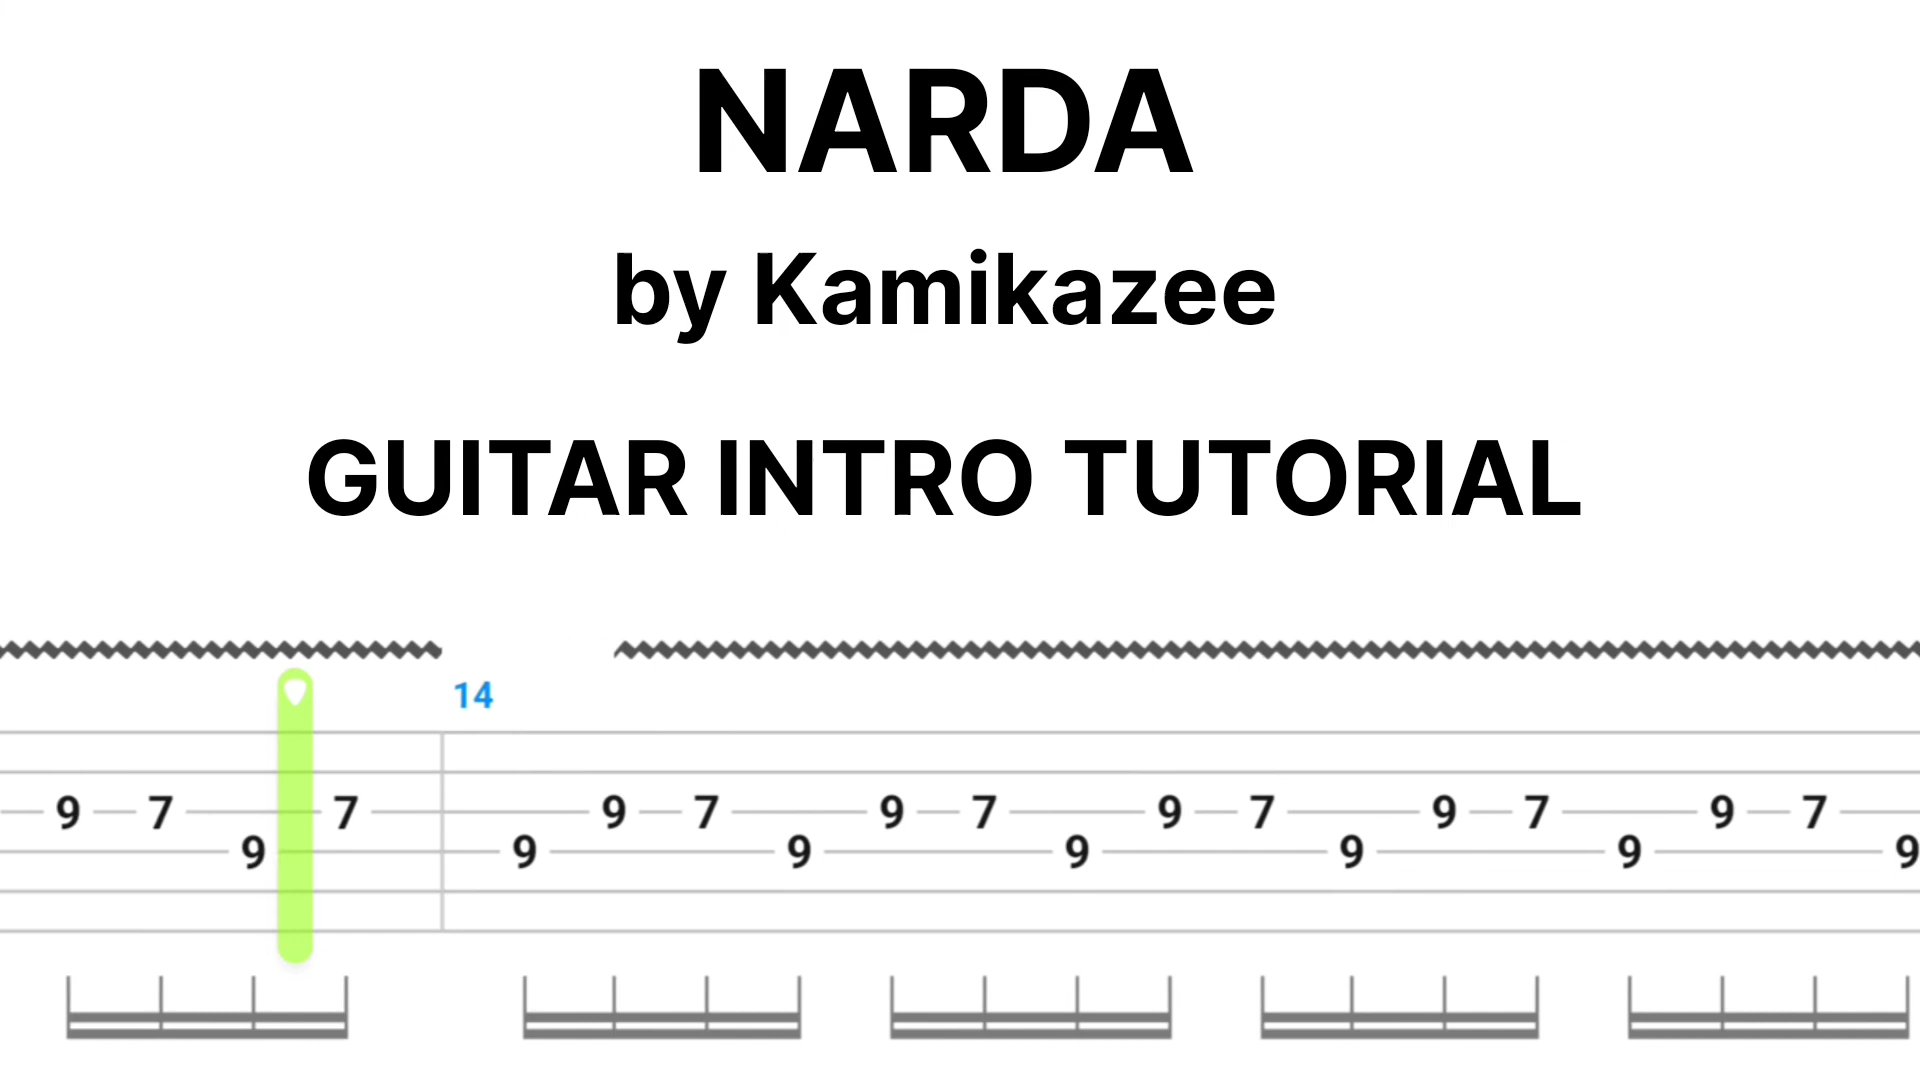 NARDA
by Kamikazee
GUITAR INTRO TUTORIAL
14
9 7 7 9 7 9 7 9 7 9 7 9 7
9 9 9 9 9 9 9